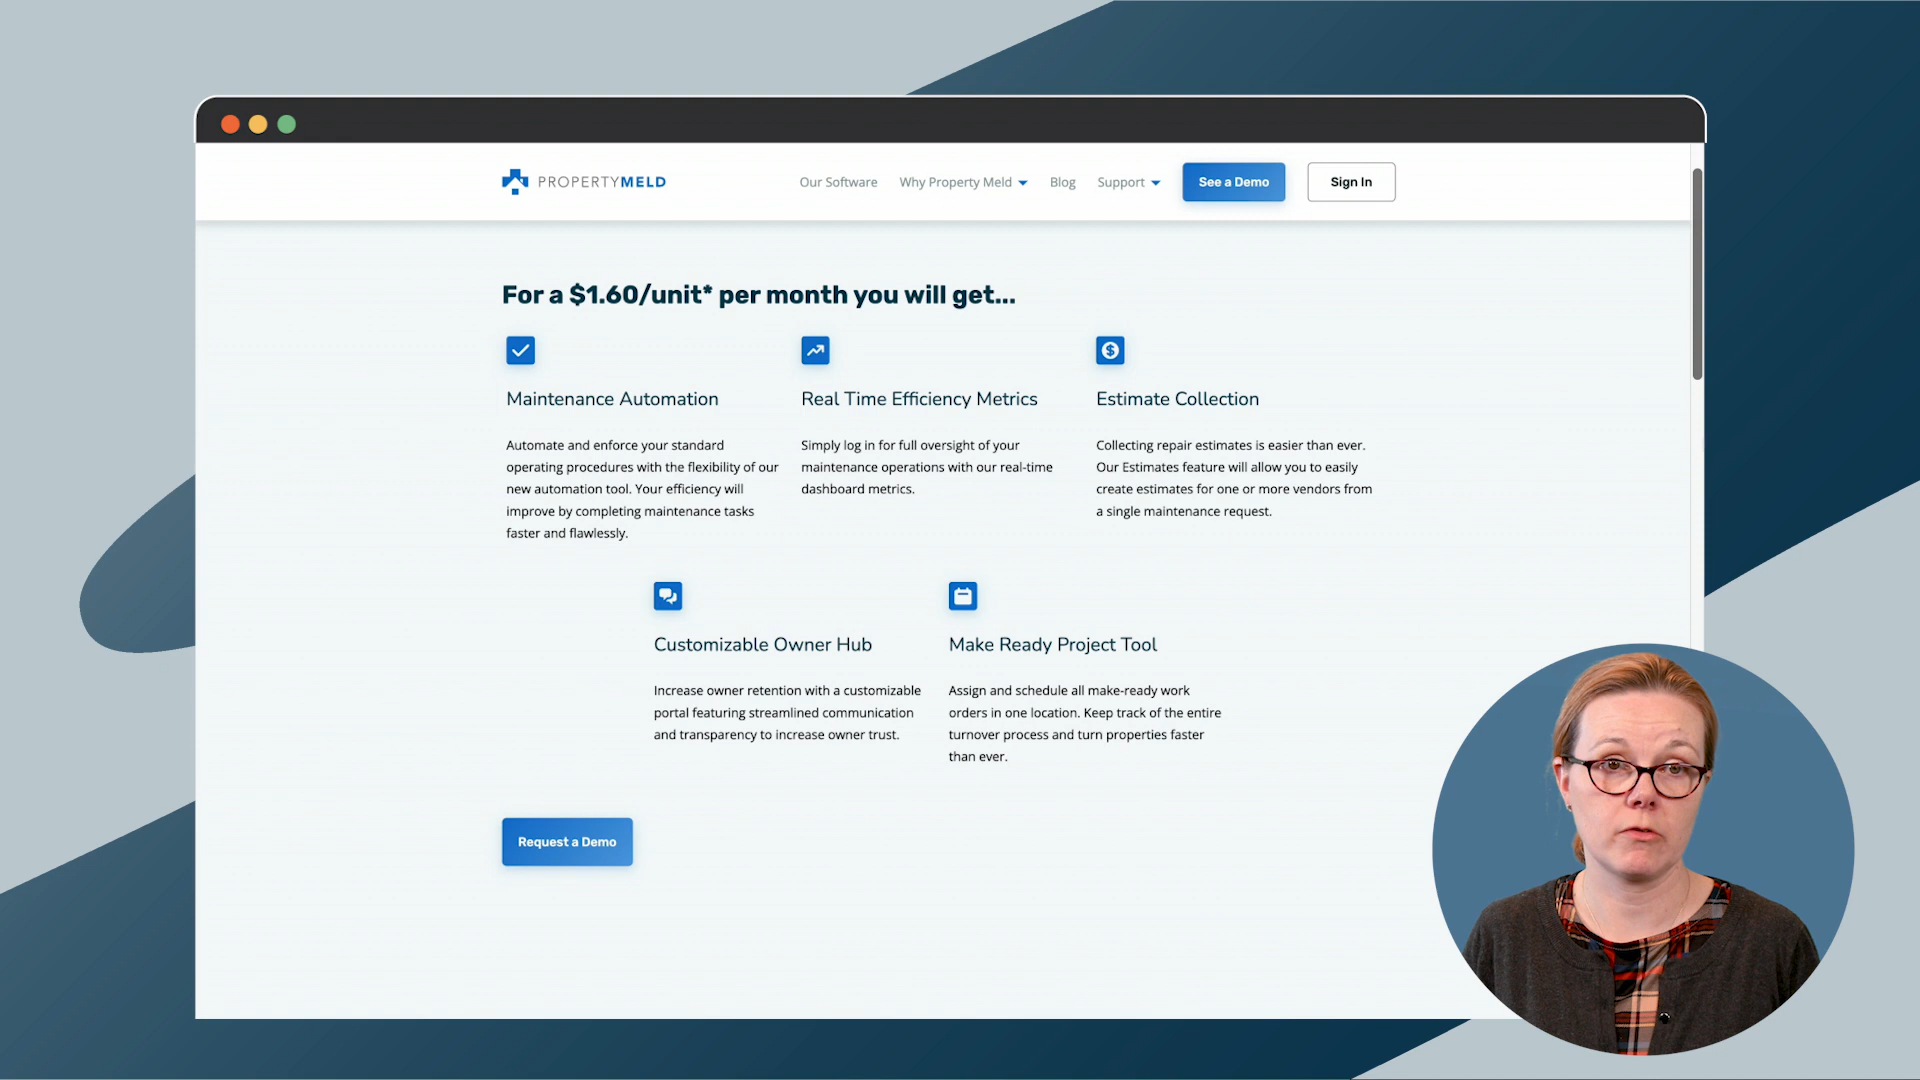 PROPERTYMELD
Our Software
Why Property Meld
Blog
Support
See a Demo
Sign In
For a $1.60/unit* per month you will get...
Maintenance Automation
Automate and enforce your standard
operating procedures with the flexibility of our
new automation tool. Your efficiency will
improve by completing maintenance tasks
faster and flawlessly.
Real Time Efficiency Metrics
Simply log in for full oversight of your
maintenance operations with our real-time
dashboard metrics.
Estimate Collection
Collecting repair estimates is easier than ever.
Our Estimates feature will allow you to easily
create estimates for one or more vendors from
a single maintenance request.
Customizable Owner Hub
Increase owner retention with a customizable
portal featuring streamlined communication
and transparency to increase owner trust.
Make Ready Project Tool
Assign and schedule all make-ready work
orders in one location. Keep track of the entire
turnover process and turn properties faster
than ever.
Request a Demo